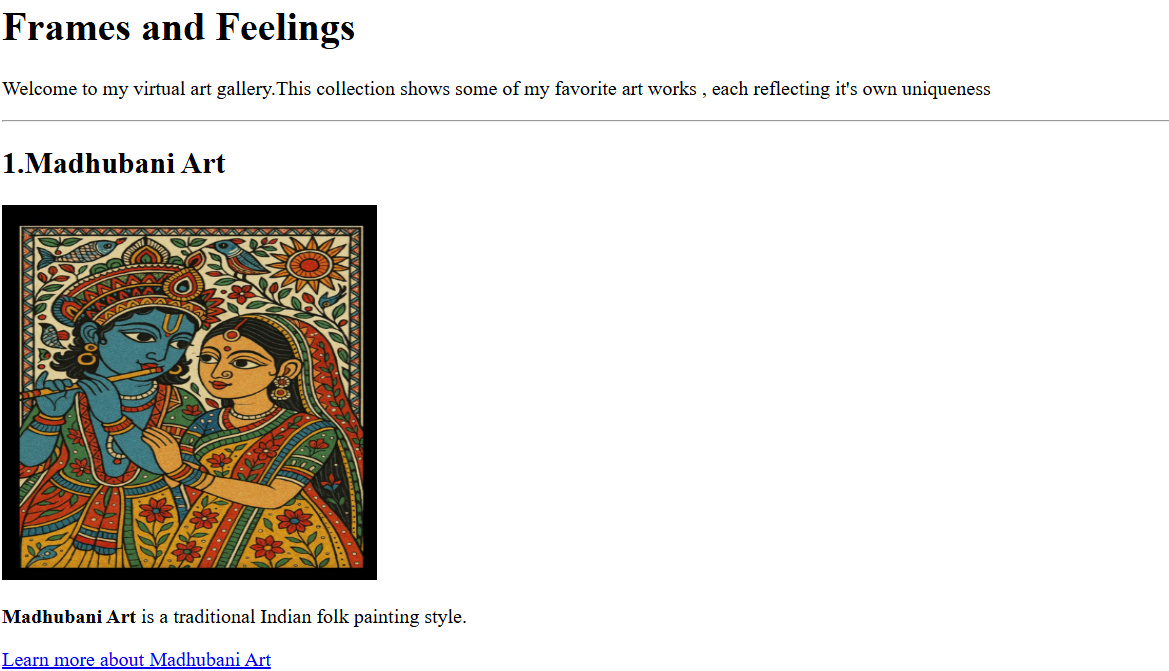 Frames and Feelings
Welcome to my virtual art gallery.This collection shows some of my favorite art works , each reflecting it's own uniqueness
1.Madhubani Art
Madhubani Art is a traditional Indian folk painting style.
Learn more about Madhubani Art